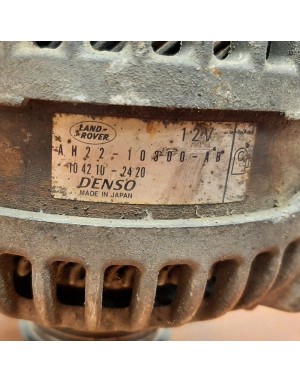 LAND
ROVER
12V
AH22-10300-AB
104210-2420
DENSO
MADE IN JAPAN